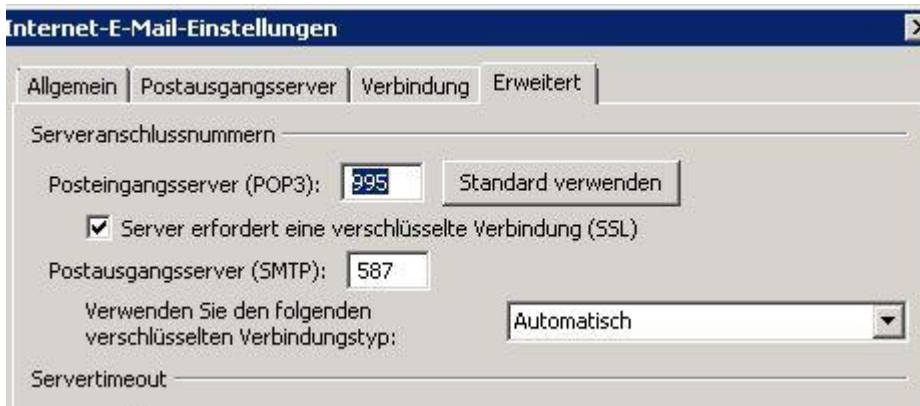 Internet-E-Mail-Einstellungen
Allgemein Postausgangsserver Verbindung Erweitert
Serveranschlussnummern
Posteingangsserver (POP3): 995 Standard verwenden
Server erfordert eine verschlüsselte Verbindung (SSL)
Postausgangsserver (SMTP): 587
Verwenden Sie den folgenden
verschlüsselten Verbindungstyp: Automatisch
Servertimeout